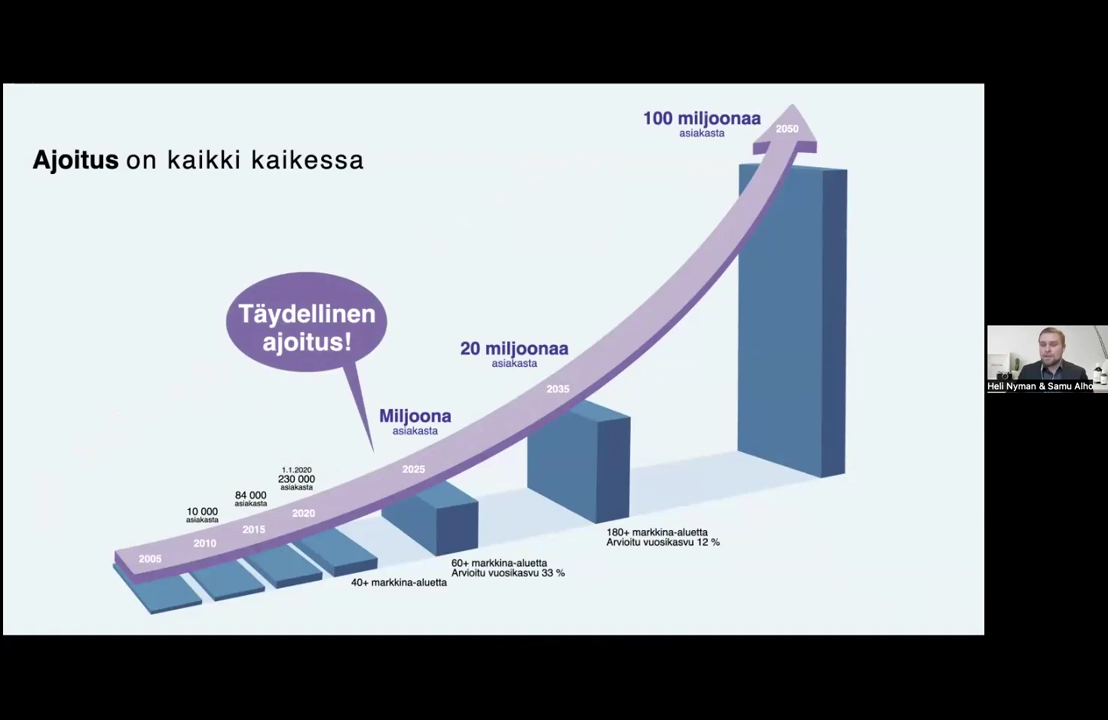 Ajoitus on kaikki kaikessa
100 miljoonaa
asiakasta
2050
Täydellinen
ajoitus!
20 miljoonaa
asiakasta
2035
Miljoona
asiakasta
2025
1.1.2020
230 000
asiakasta
2020
84 000
asiakasta
2015
10 000
asiakasta
2010
2005
40+ markkina-aluetta
60+ markkina-aluetta
Arvioitu vuosikasvu 33 %
180+ markkina-aluetta
Arvioitu vuosikasvu 12 %
Heli Nyman & Samu Alho